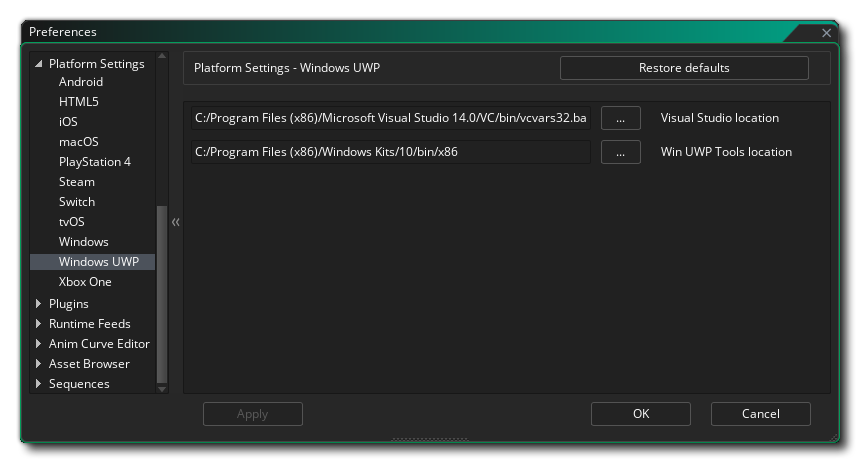 Preferences
Platform Settings
Android
HTML5
iOS
macOS
PlayStation 4
Steam
Switch
tvOS
Windows
Windows UWP
Xbox One
Plugins
Runtime Feeds
Anim Curve Editor
Asset Browser
Sequences
Platform Settings - Windows UWP
Restore defaults
C:/Program Files (x86)/Microsoft Visual Studio 14.0/VC/bin/vcvars32.ba
...
Visual Studio location
C:/Program Files (x86)/Windows Kits/10/bin/x86
...
Win UWP Tools location
Apply
OK
Cancel